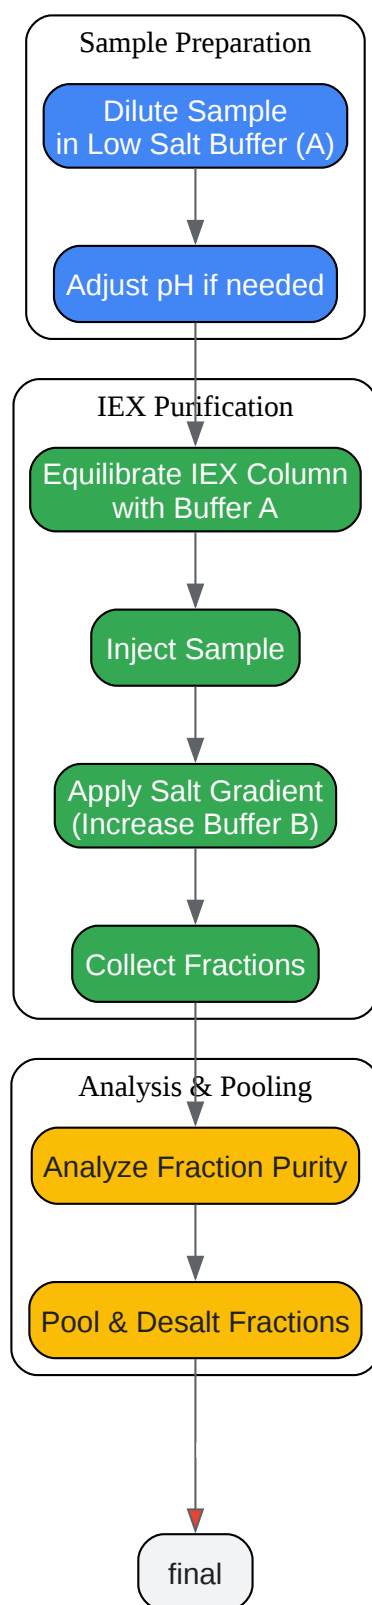 Sample Preparation
Dilute Sample
in Low Salt Buffer (A)
Adjust pH if needed
IEX Purification
Equilibrate IEX Column
with Buffer A
Inject Sample
Apply Salt Gradient
(Increase Buffer B)
Collect Fractions
Analysis & Pooling
Analyze Fraction Purity
Pool & Desalt Fractions
final